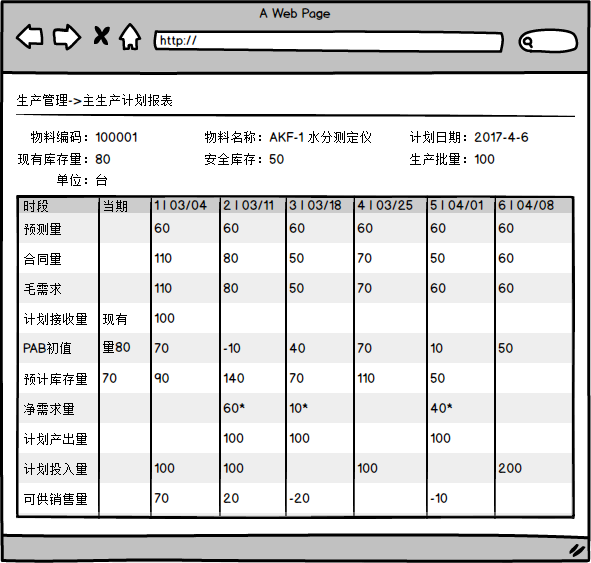 A Web Page
http://
生产管理->主生产计划报表
物料编码：100001 物料名称：AKF-1 水分测定仪 计划日期：2017-4-6
现有库存量：80 安全库存：50 生产批量：100
单位：台
时段 当期 1 | 03/04 2 | 03/11 3 | 03/18 4 | 03/25 5 | 04/01 6 | 04/08
预测量 60 60 60 60 60 60
合同量 110 80 50 70 50 60
毛需求 110 80 50 70 60 60
计划接收量 现有 100
PAB初值 量80 70 -10 40 70 10 50
预计库存量 70 90 140 70 110 50
净需求量 60* 10* 40*
计划产出量 100 100 100
计划投入量 100 100 100 200
可供销售量 70 20 -20 -10